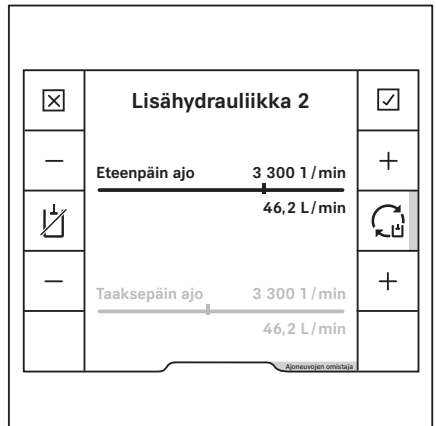 Lisähydrauliikka 2
Eteenpäin ajo 3 300 1/min
46,2 L/min
Taaksepäin ajo 3 300 1/min
46,2 L/min
Ajoneuvojen omistaja